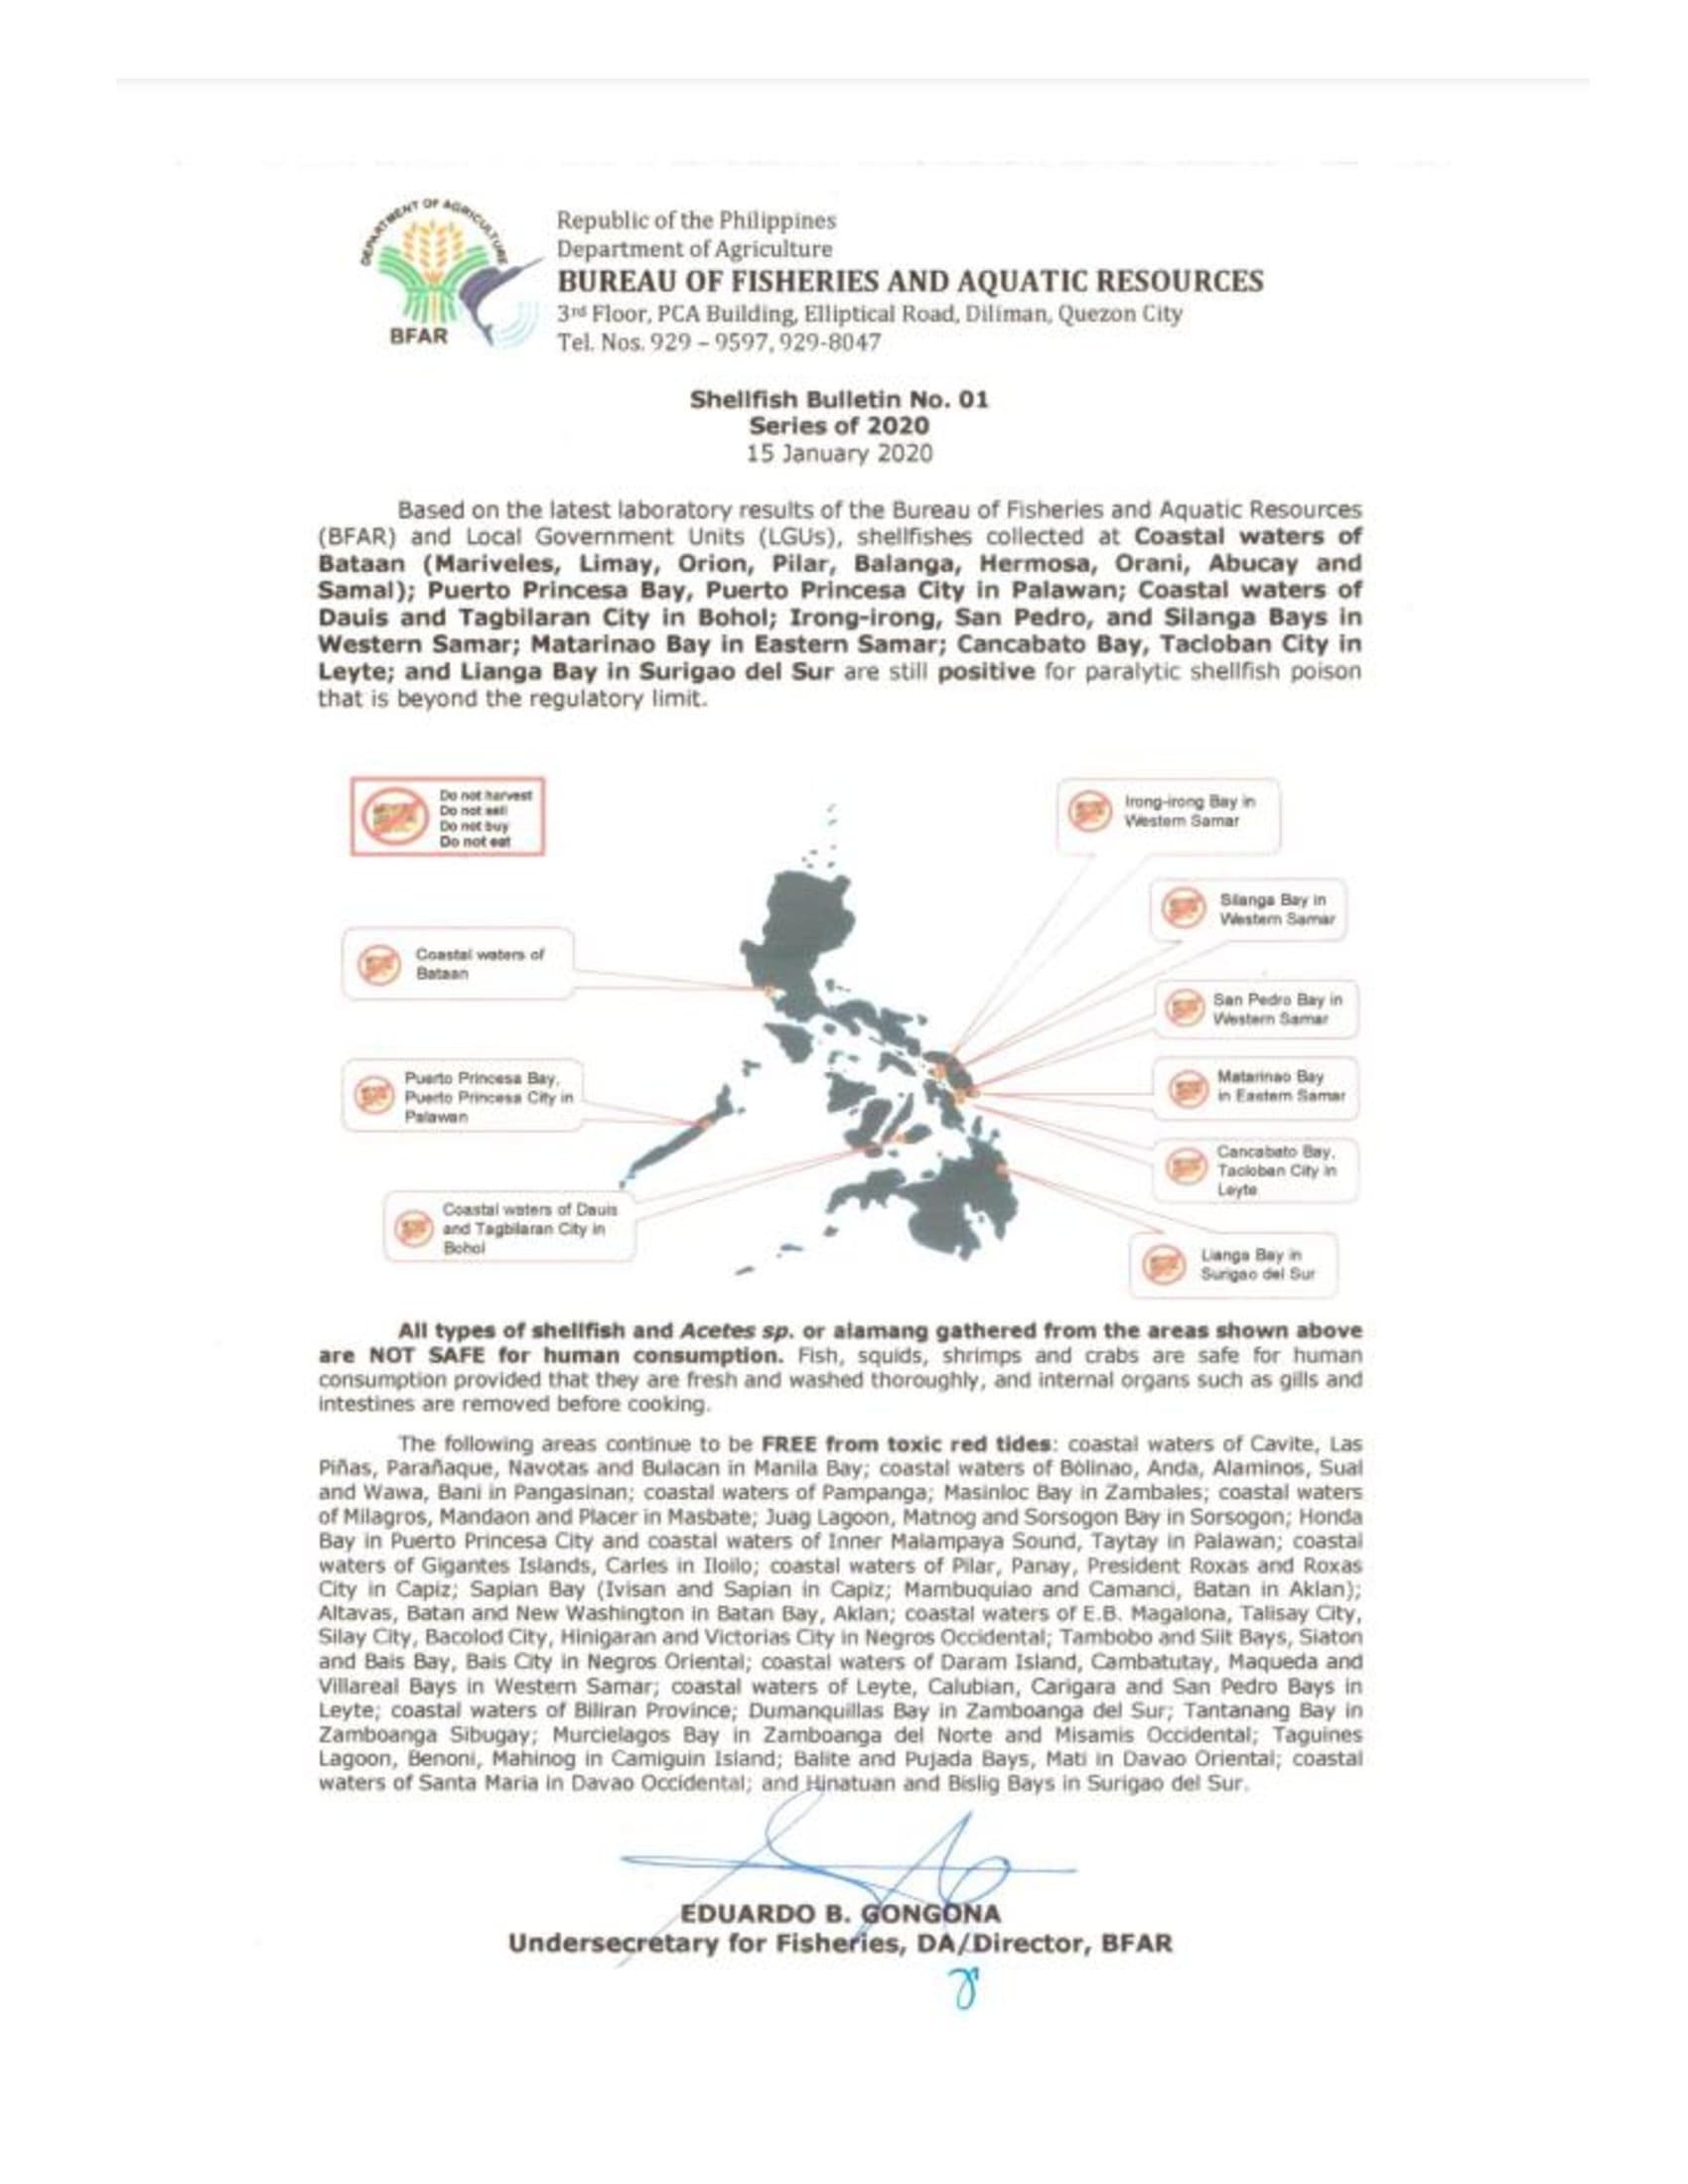 DEPARTMENT OF AGRICULTURE
BFAR
Republic of the Philippines
Department of Agriculture
BUREAU OF FISHERIES AND AQUATIC RESOURCES
3rd Floor, PCA Building, Elliptical Road, Diliman, Quezon City
Tel. Nos. 929 – 9597, 929-8047
Shellfish Bulletin No. 01
Series of 2020
15 January 2020
Based on the latest laboratory results of the Bureau of Fisheries and Aquatic Resources
(BFAR) and Local Government Units (LGUs), shellfishes collected at Coastal waters of
Bataan (Mariveles, Limay, Orion, Pilar, Balanga, Hermosa, Orani, Abucay and
Samal); Puerto Princesa Bay, Puerto Princesa City in Palawan; Coastal waters of
Dauis and Tagbilaran City in Bohol; Irong-irong, San Pedro, and Silanga Bays in
Western Samar; Matarinao Bay in Eastern Samar; Cancabato Bay, Tacloban City in
Leyte; and Lianga Bay in Surigao del Sur are still positive for paralytic shellfish poison
that is beyond the regulatory limit.
Do not harvest
Do not sell
Do not buy
Do not eat
Coastal waters of
Bataan
Puerto Princesa Bay,
Puerto Princesa City in
Palawan
Coastal waters of Dauis
and Tagbilaran City in
Bohol
Irong-irong Bay in
Western Samar
Silanga Bay in
Western Samar
San Pedro Bay in
Western Samar
Matarinao Bay
in Eastern Samar
Cancabato Bay,
Tacloban City in
Leyte
Lianga Bay in
Surigao del Sur
All types of shellfish and Acetes sp. or alamang gathered from the areas shown above
are NOT SAFE for human consumption. Fish, squids, shrimps and crabs are safe for human
consumption provided that they are fresh and washed thoroughly, and internal organs such as gills and
intestines are removed before cooking.
The following areas continue to be FREE from toxic red tides: coastal waters of Cavite, Las
Piñas, Parañaque, Navotas and Bulacan in Manila Bay; coastal waters of Bolinao, Anda, Alaminos, Sual
and Wawa, Bani in Pangasinan; coastal waters of Pampanga; Masinloc Bay in Zambales; coastal waters
of Milagros, Mandaon and Placer in Masbate; Juag Lagoon, Matnog and Sorsogon Bay in Sorsogon; Honda
Bay in Puerto Princesa City and coastal waters of Inner Malampaya Sound, Taytay in Palawan; coastal
waters of Gigantes Islands, Carles in Iloilo; coastal waters of Pilar, Panay, President Roxas and Roxas
City in Capiz; Sapian Bay (Ivisan and Sapian in Capiz; Mambuquiao and Camanci, Batan in Aklan);
Altavas, Batan and New Washington in Batan Bay, Aklan; coastal waters of E.B. Magalona, Talisay City,
Silay City, Bacolod City, Hinigaran and Victorias City in Negros Occidental; Tambobo and Siit Bays, Siaton
and Bais Bay, Bais City in Negros Oriental; coastal waters of Daram Island, Cambatutay, Maqueda and
Villareal Bays in Western Samar; coastal waters of Leyte, Calubian, Carigara and San Pedro Bays in
Leyte; coastal waters of Biliran Province; Dumanquillas Bay in Zamboanga del Sur; Tantanang Bay in
Zamboanga Sibugay; Murcielagos Bay in Zamboanga del Norte and Misamis Occidental; Taguines
Lagoon, Benoni, Mahinog in Camiguin Island; Balite and Pujada Bays, Mati in Davao Oriental; coastal
waters of Santa Maria in Davao Occidental; and Hinatuan and Bislig Bays in Surigao del Sur.
EDUARDO B. GONGONA
Undersecretary for Fisheries, DA/Director, BFAR